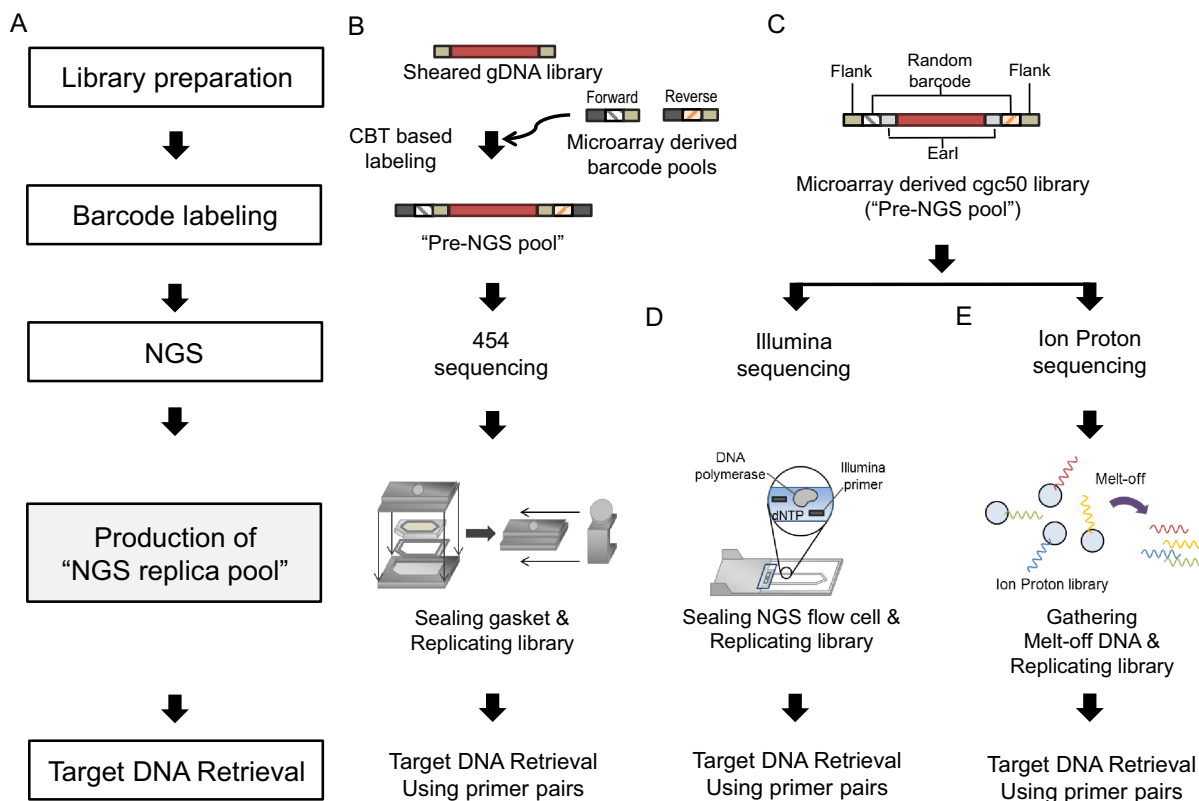 A
Library preparation
Barcode labeling
NGS
Production of
“NGS replica pool”
Target DNA Retrieval
B
Sheared gDNA library
Forward
Reverse
CBT based
labeling
Microarray derived
barcode pools
“Pre-NGS pool”
454
sequencing
Sealing gasket &
Replicating library
Target DNA Retrieval
Using primer pairs
C
Flank
Random
barcode
Flank
EarI
Microarray derived cgc50 library
(“Pre-NGS pool”)
D
Illumina
sequencing
DNA
polymerase
Illumina
primer
dNTP
Sealing NGS flow cell &
Replicating library
Target DNA Retrieval
Using primer pairs
E
Ion Proton
sequencing
Melt-off
Ion Proton library
Gathering
Melt-off DNA &
Replicating library
Target DNA Retrieval
Using primer pairs